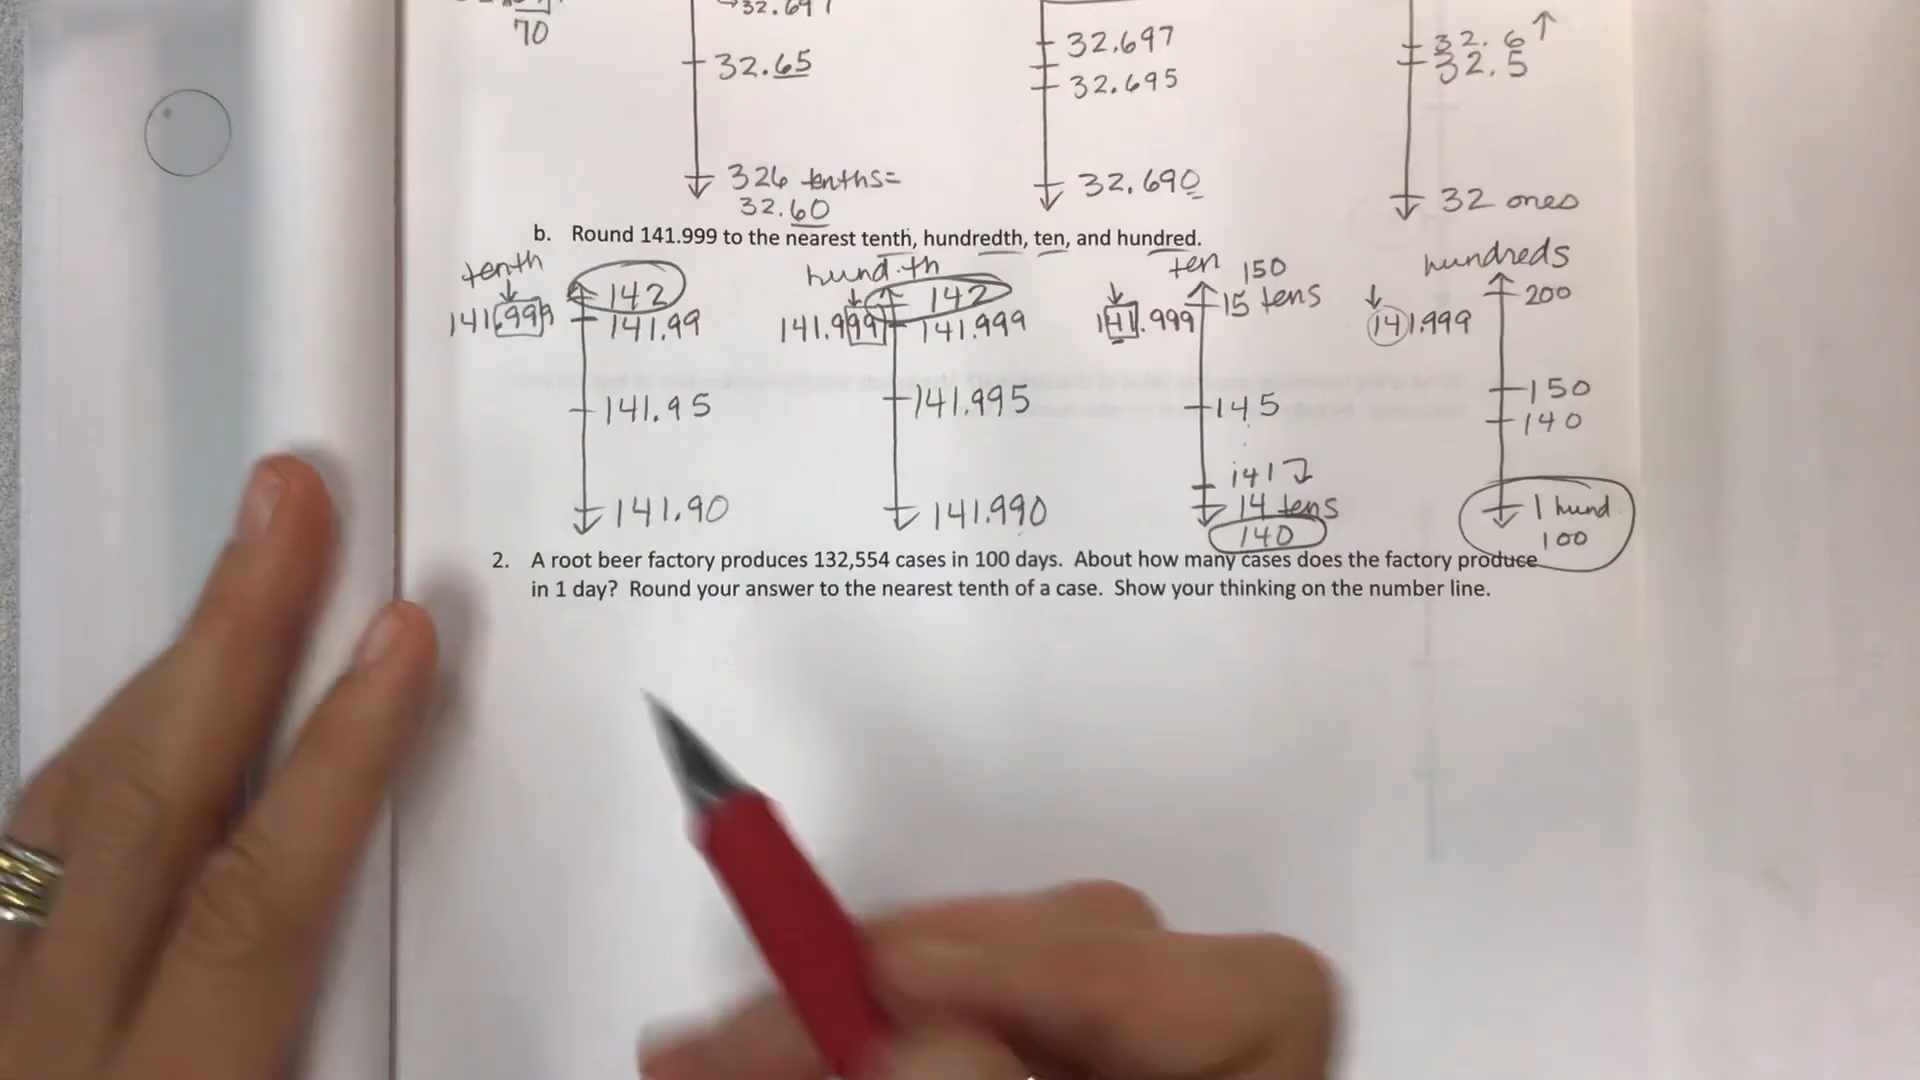 70
32.697
32.65
32.697
32.695
32.6↑
32.5
326 tenths=
32.60
32.690
32 ones
b. Round 141.999 to the nearest tenth, hundredth, ten, and hundred.
tenth
141.999
142
141.99
141.95
141.90
hund.th
141.999
142
141.999
141.995
141.990
ten
141.999
150
15 tens
145
141
14 tens
140
hundreds
141.999
200
150
140
1 hund
100
2. A root beer factory produces 132,554 cases in 100 days. About how many cases does the factory produce
in 1 day? Round your answer to the nearest tenth of a case. Show your thinking on the number line.